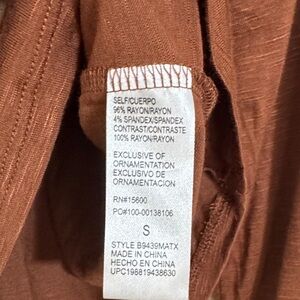 SELF/CUERPO
96% RAYON/RAYON
4% SPANDEX/SPANDEX
CONTRAST/CONTRASTE
100% RAYON/RAYON
EXCLUSIVE OF
ORNAMENTATION
EXCLUSIVO DE
ORNAMENTACION
RN#15600
PO#100-00138106
S
STYLE B9439MATX
MADE IN CHINA
HECHO EN CHINA
UPC198819438630